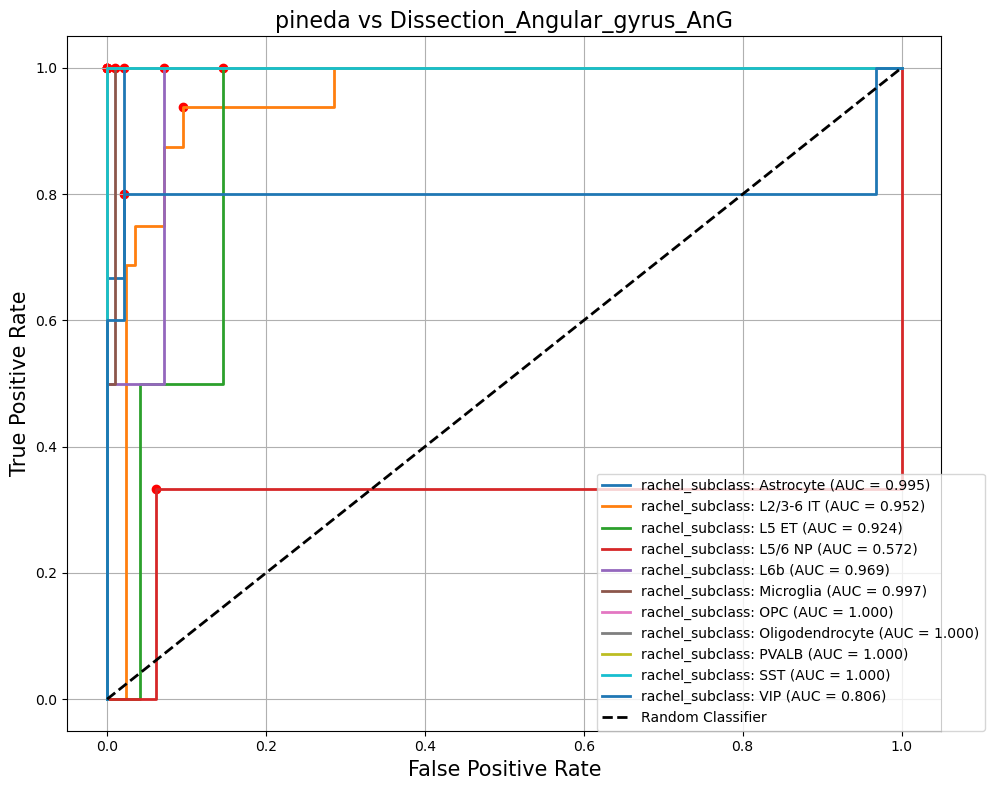 pineda vs Dissection_Angular_gyrus_AnG
True Positive Rate
1.0
0.8
0.6
0.4
0.2
0.0
rachel_subclass: Astrocyte (AUC = 0.995)
rachel_subclass: L2/3-6 IT (AUC = 0.952)
rachel_subclass: L5 ET (AUC = 0.924)
rachel_subclass: L5/6 NP (AUC = 0.572)
rachel_subclass: L6b (AUC = 0.969)
rachel_subclass: Microglia (AUC = 0.997)
rachel_subclass: OPC (AUC = 1.000)
rachel_subclass: Oligodendrocyte (AUC = 1.000)
rachel_subclass: PVALB (AUC = 1.000)
rachel_subclass: SST (AUC = 1.000)
rachel_subclass: VIP (AUC = 0.806)
Random Classifier
0.0 0.2 0.4 0.6 0.8 1.0
False Positive Rate